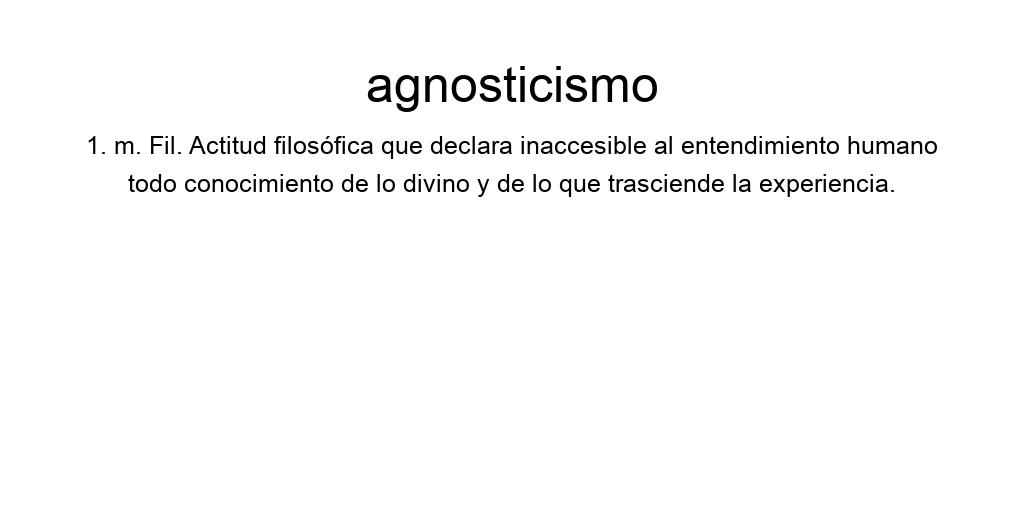 agnosticismo
1. m. Fil. Actitud filosófica que declara inaccesible al entendimiento humano
todo conocimiento de lo divino y de lo que trasciende la experiencia.